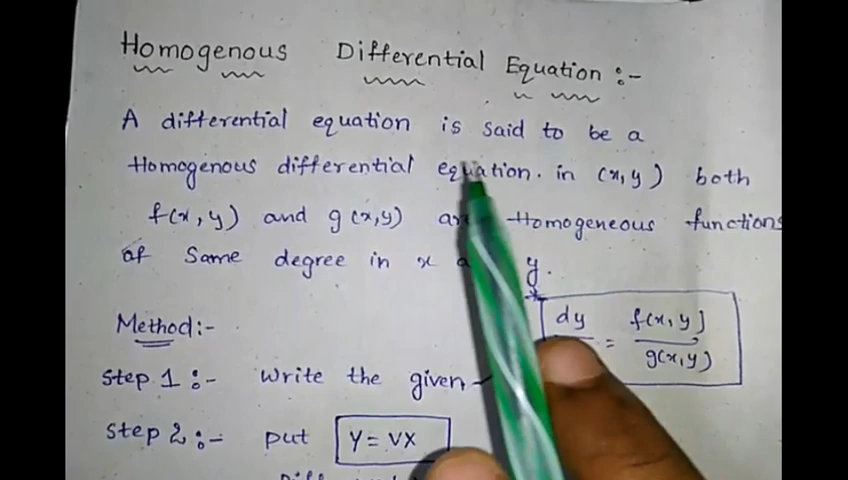 Homogenous Differential Equation :-
A differential equation is said to be a
Homogenous differential equation. in (x,y) both
f(x,y) and g(x,y) are Homogeneous functions
of Same degree in x y.
Method:-
dy = f(x,y)
g(x,y)
Step 1 :- Write the given
Step 2 :- put Y = VX